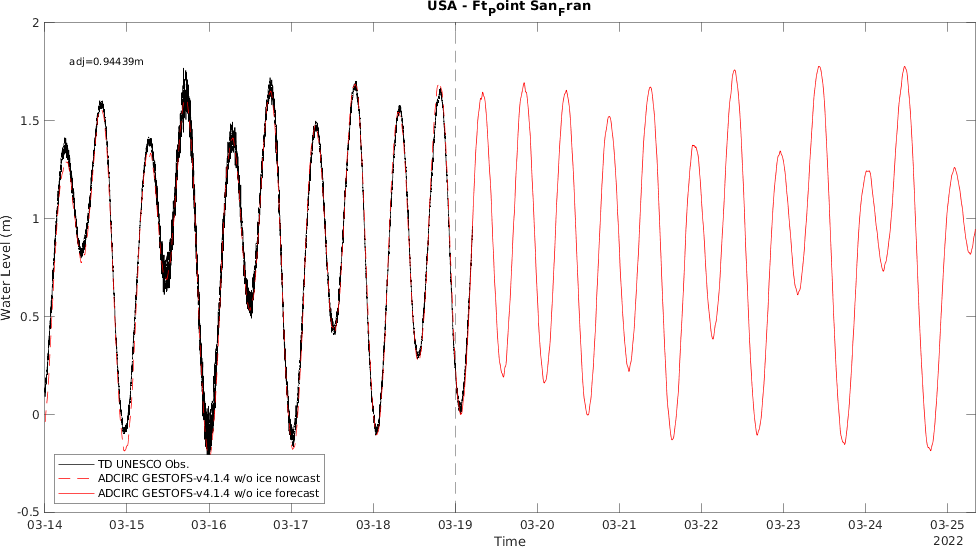 USA - Ft_Point San_Fran
2
adj=0.94439m
1.5
1
Water Level (m)
0.5
0
TD UNESCO Obs.
ADCIRC GESTOFS-v4.1.4 w/o ice nowcast
ADCIRC GESTOFS-v4.1.4 w/o ice forecast
-0.5
03-14 03-15 03-16 03-17 03-18 03-19 03-20 03-21 03-22 03-23 03-24 03-25
Time 2022